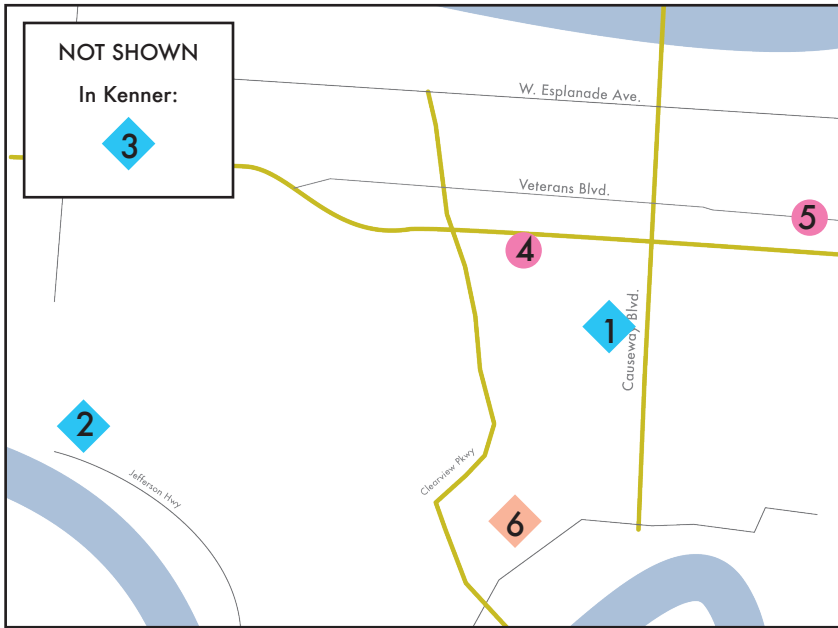 NOT SHOWN
In Kenner:
3
W. Esplanade Ave.
Veterans Blvd.
5
4
1
Causeway Blvd.
2
Clearview Pkwy
Jefferson Hwy
6